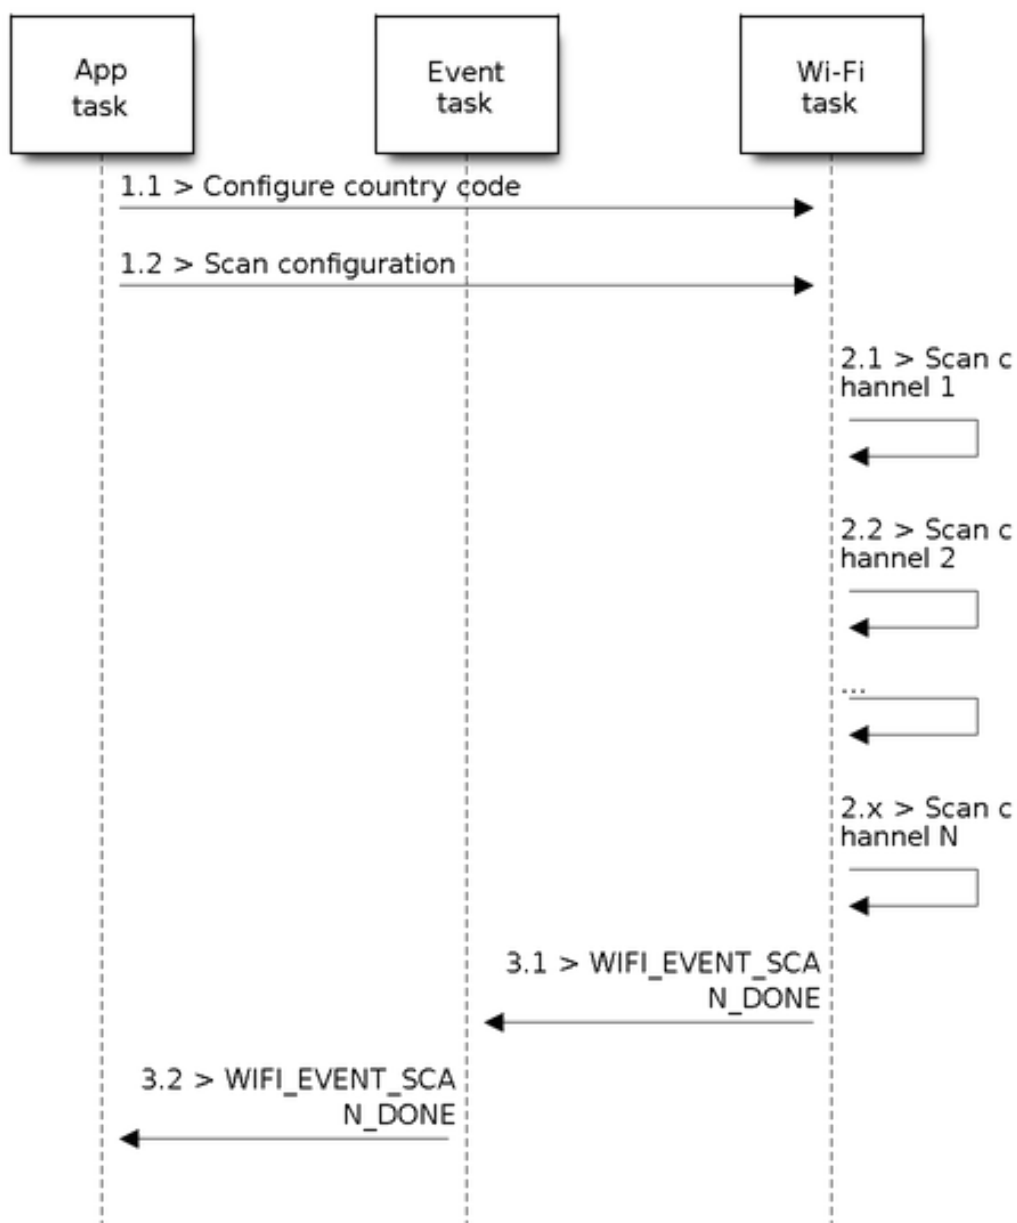 App
task
Event
task
Wi-Fi
task
1.1 > Configure country code
1.2 > Scan configuration
2.1 > Scan c
hannel 1
2.2 > Scan c
hannel 2
...
2.x > Scan c
hannel N
3.1 > WIFI_EVENT_SCA
N_DONE
3.2 > WIFI_EVENT_SCA
N_DONE